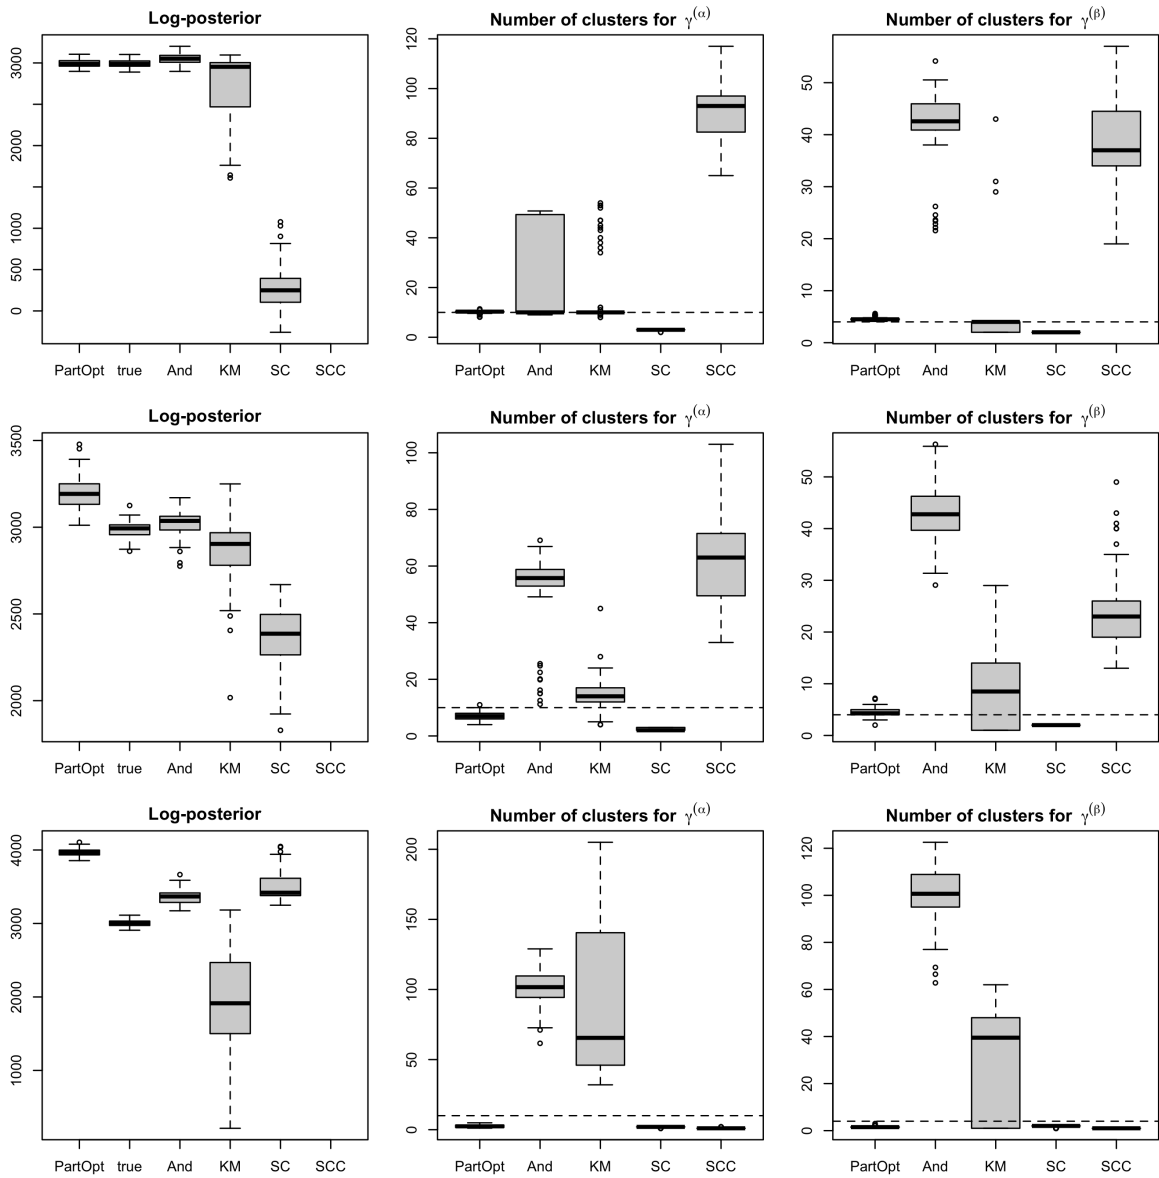 Log-posterior
3000
2000
1000
500
0
PartOpt true And KM SC SCC
Number of clusters for γ(α)
120
100
80
60
40
20
0
PartOpt And KM SC SCC
Number of clusters for γ(β)
50
40
30
20
10
0
PartOpt And KM SC SCC
Log-posterior
3500
3000
2500
2000
PartOpt true And KM SC SCC
Number of clusters for γ(α)
100
80
60
40
20
0
PartOpt And KM SC SCC
Number of clusters for γ(β)
50
40
30
20
10
0
PartOpt And KM SC SCC
Log-posterior
4000
3000
2000
1000
PartOpt true And KM SC SCC
Number of clusters for γ(α)
200
150
100
50
0
PartOpt And KM SC SCC
Number of clusters for γ(β)
120
100
80
60
40
20
0
PartOpt And KM SC SCC